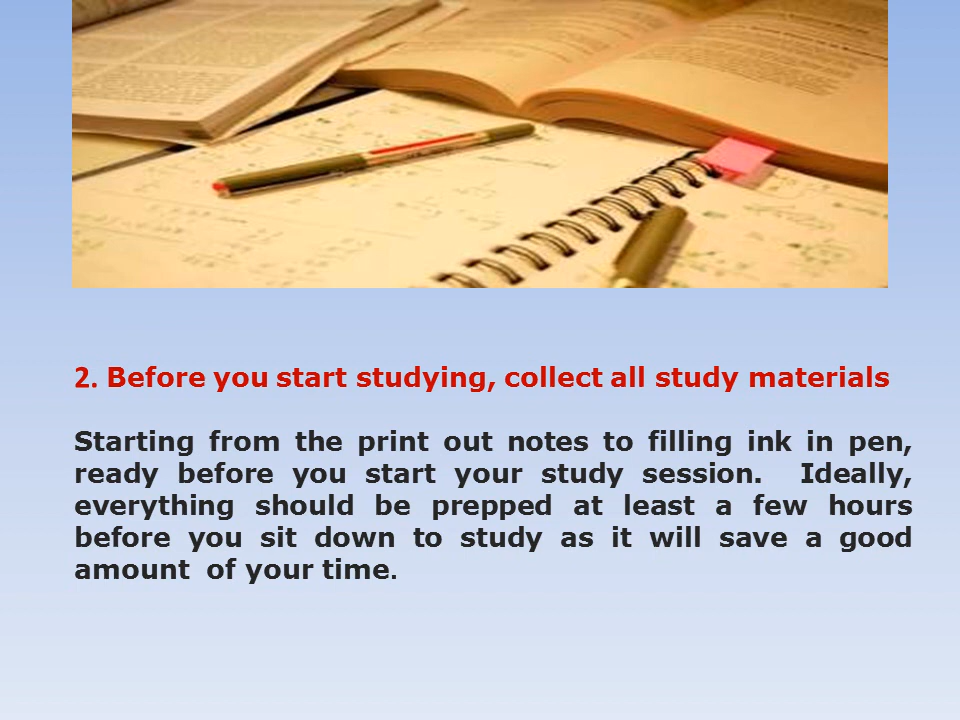 2. Before you start studying, collect all study materials
Starting from the print out notes to filling ink in pen,
ready before you start your study session.  Ideally,
everything should be prepped at least a few hours
before you sit down to study as it will save a good
amount  of your time.